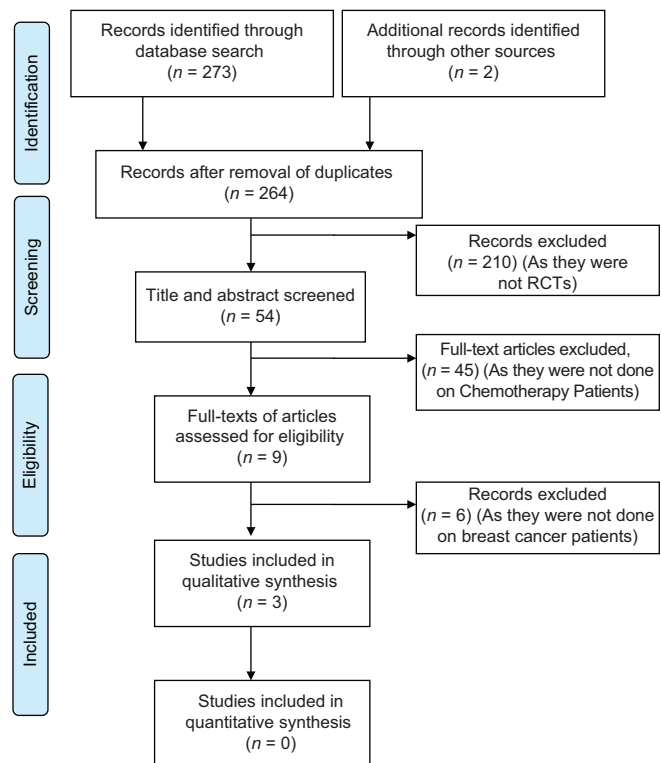 Identification
Records identified through
database search
(n = 273)
Additional records identified
through other sources
(n = 2)
Records after removal of duplicates
(n = 264)
Screening
Records excluded
(n = 210) (As they were
not RCTs)
Title and abstract screened
(n = 54)
Full-text articles excluded,
(n = 45) (As they were not done
on Chemotherapy Patients)
Eligibility
Full-texts of articles
assessed for eligibility
(n = 9)
Records excluded
(n = 6) (As they were not done
on breast cancer patients)
Included
Studies included in
qualitative synthesis
(n = 3)
Studies included in
quantitative synthesis
(n = 0)